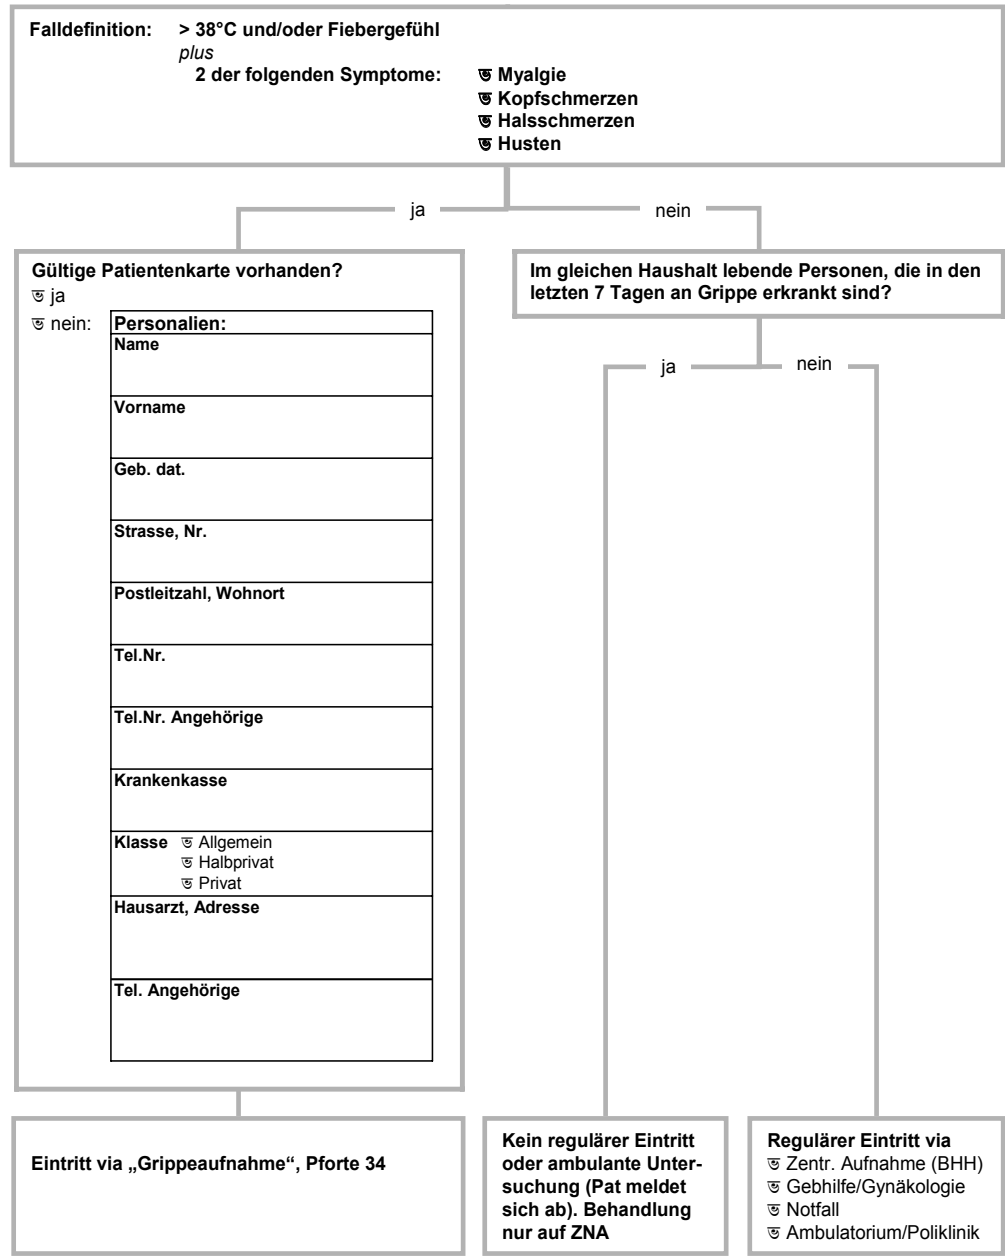 Falldefinition: > 38°C und/oder Fiebergefühl
plus
2 der folgenden Symptome: Myalgie
Kopfschmerzen
Halsschmerzen
Husten
ja
nein
Gültige Patientenkarte vorhanden?
ja
nein: Personalien:
Name
Vorname
Geb. dat.
Strasse, Nr.
Postleitzahl, Wohnort
Tel.Nr.
Tel.Nr. Angehörige
Krankenkasse
Klasse Allgemein
Halbprivat
Privat
Hausarzt, Adresse
Tel. Angehörige
Im gleichen Haushalt lebende Personen, die in den
letzten 7 Tagen an Grippe erkrankt sind?
ja
nein
Eintritt via „Grippeaufnahme“, Pforte 34
Kein regulärer Eintritt
oder ambulante Unter-
suchung (Pat meldet
sich ab). Behandlung
nur auf ZNA
Regulärer Eintritt via
Zentr. Aufnahme (BHH)
Gebhilfe/Gynäkologie
Notfall
Ambulatorium/Poliklinik